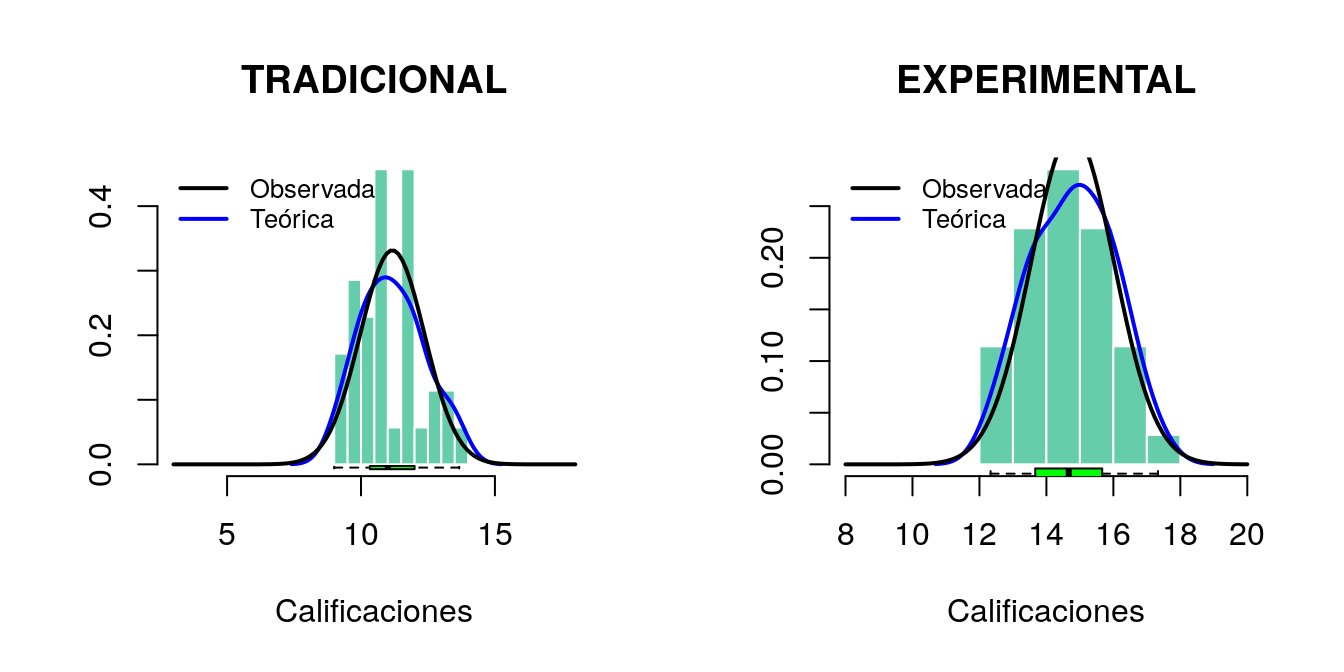 TRADICIONAL
Observada
Teórica
0.4
0.2
0.0
5 10 15
Calificaciones
EXPERIMENTAL
Observada
Teórica
0.20
0.10
0.00
8 10 12 14 16 18 20
Calificaciones